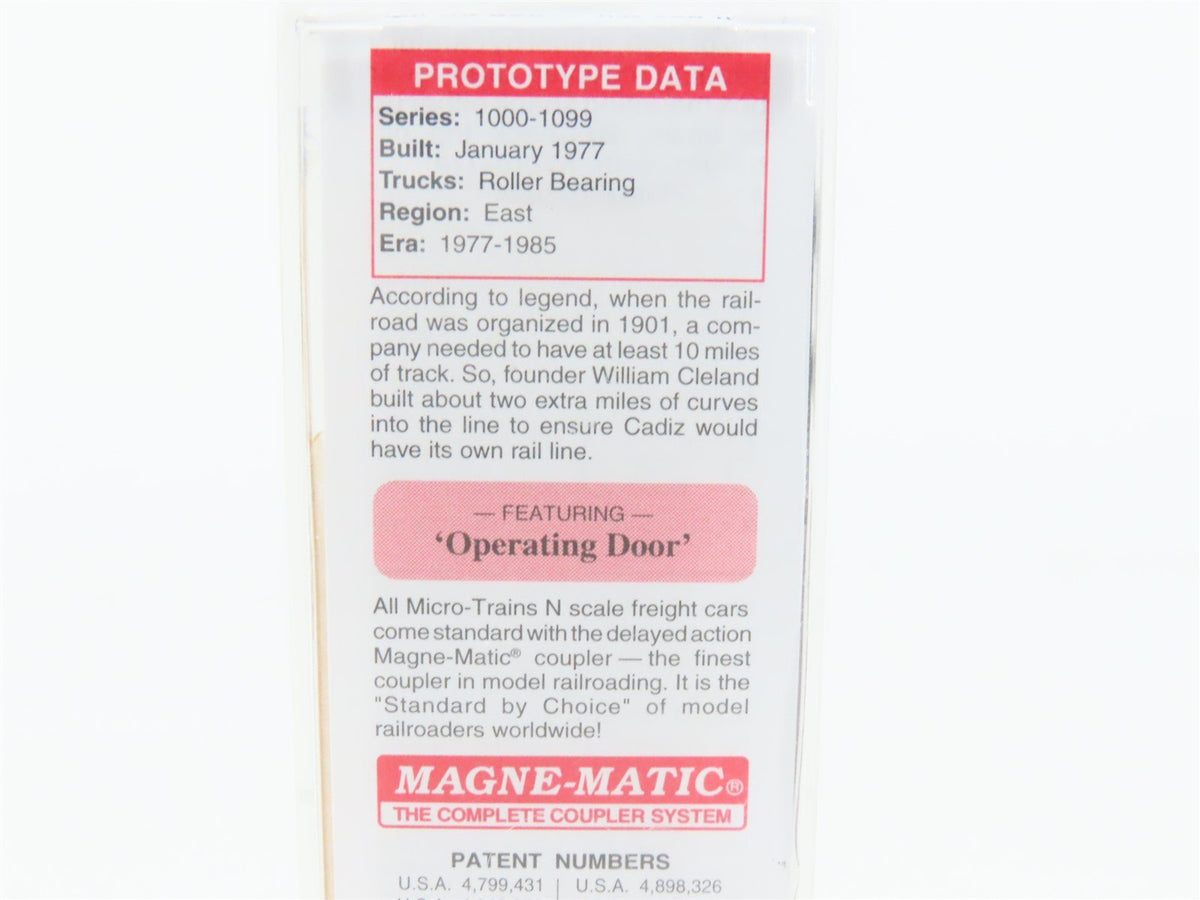 PROTOTYPE DATA
Series: 1000-1099
Built: January 1977
Trucks: Roller Bearing
Region: East
Era: 1977-1985
According to legend, when the rail-
road was organized in 1901, a com-
pany needed to have at least 10 miles
of track. So, founder William Cleland
built about two extra miles of curves
into the line to ensure Cadiz would
have its own rail line.
— FEATURING —
‘Operating Door’
All Micro-Trains N scale freight cars
come standard with the delayed action
Magne-Matic® coupler — the finest
coupler in model railroading. It is the
"Standard by Choice" of model
railroaders worldwide!
MAGNE-MATIC®
THE COMPLETE COUPLER SYSTEM
PATENT NUMBERS
U.S.A. 4,799,431 | U.S.A. 4,898,326